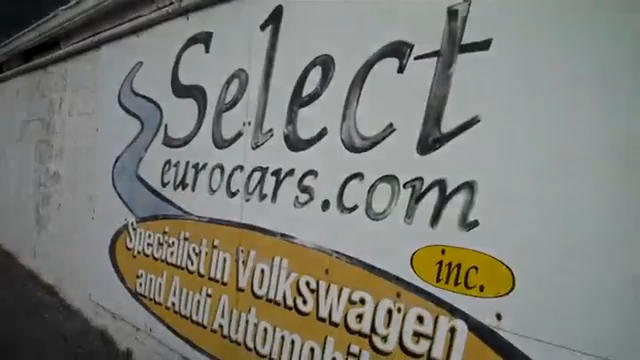 Select
eurocars.com
inc.
Specialist in Volkswagen
and Audi